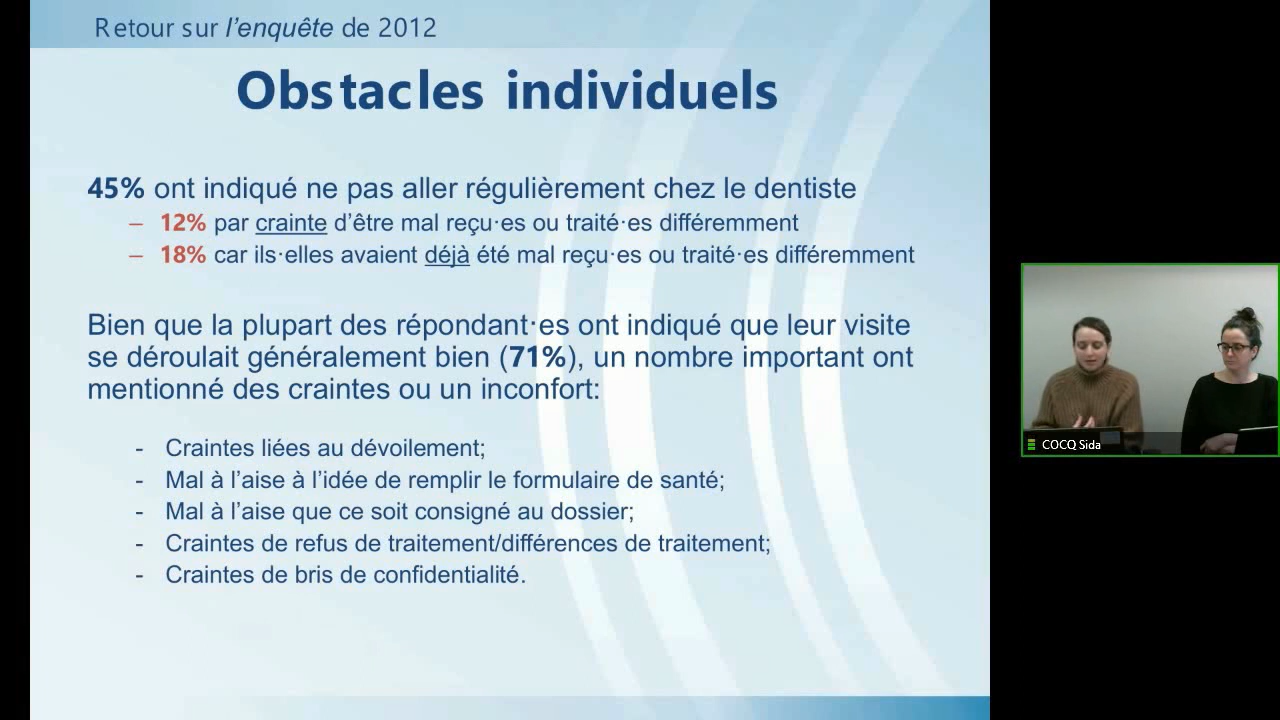 Retour sur l’enquête de 2012
Obstacles individuels
45% ont indiqué ne pas aller régulièrement chez le dentiste
– 12% par crainte d’être mal reçu·es ou traité·es différemment
– 18% car ils·elles avaient déjà été mal reçu·es ou traité·es différemment
Bien que la plupart des répondant·es ont indiqué que leur visite
se déroulait généralement bien (71%), un nombre important ont
mentionné des craintes ou un inconfort:
- Craintes liées au dévoilement;
- Mal à l’aise à l’idée de remplir le formulaire de santé;
- Mal à l’aise que ce soit consigné au dossier;
- Craintes de refus de traitement/différences de traitement;
- Craintes de bris de confidentialité.
COCQ Sida